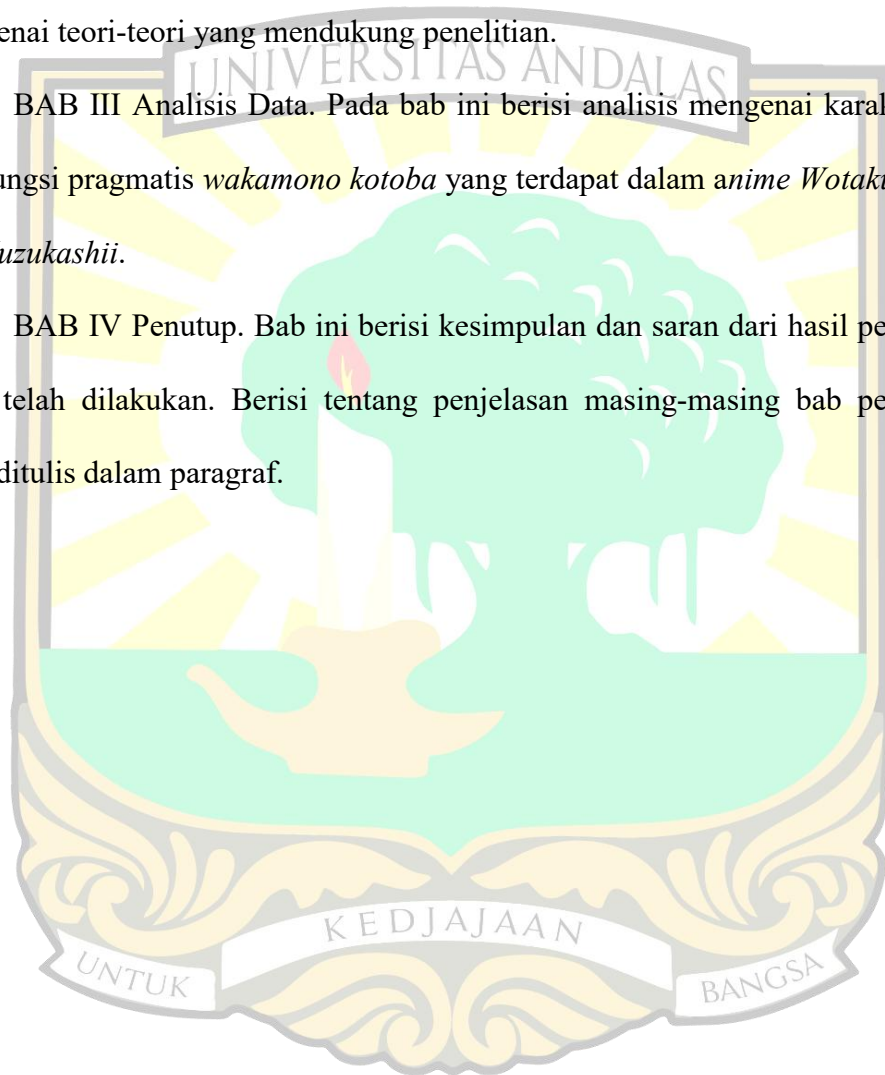 enai teori-teori yang mendukung penelitian.
UNIVERSITAS ANDALAS
BAB III Analisis Data. Pada bab ini berisi analisis mengenai karal
ungsi pragmatis wakamono kotoba yang terdapat dalam anime Wotaku
uzukashii.
BAB IV Penutup. Bab ini berisi kesimpulan dan saran dari hasil pe
telah dilakukan. Berisi tentang penjelasan masing-masing bab pe
ditulis dalam paragraf.
KEDJAJAAN
UNTUK
BANGSA